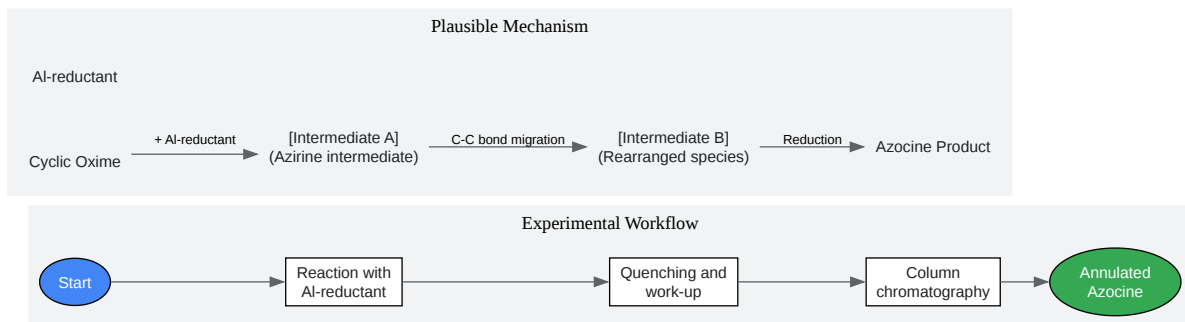 Plausible Mechanism
Al-reductant
Cyclic Oxime
+ Al-reductant
[Intermediate A]
(Azirine intermediate)
C-C bond migration
[Intermediate B]
(Rearranged species)
Reduction
Azocine Product
Experimental Workflow
Start
Reaction with
Al-reductant
Quenching and
work-up
Column
chromatography
Annulated
Azocine